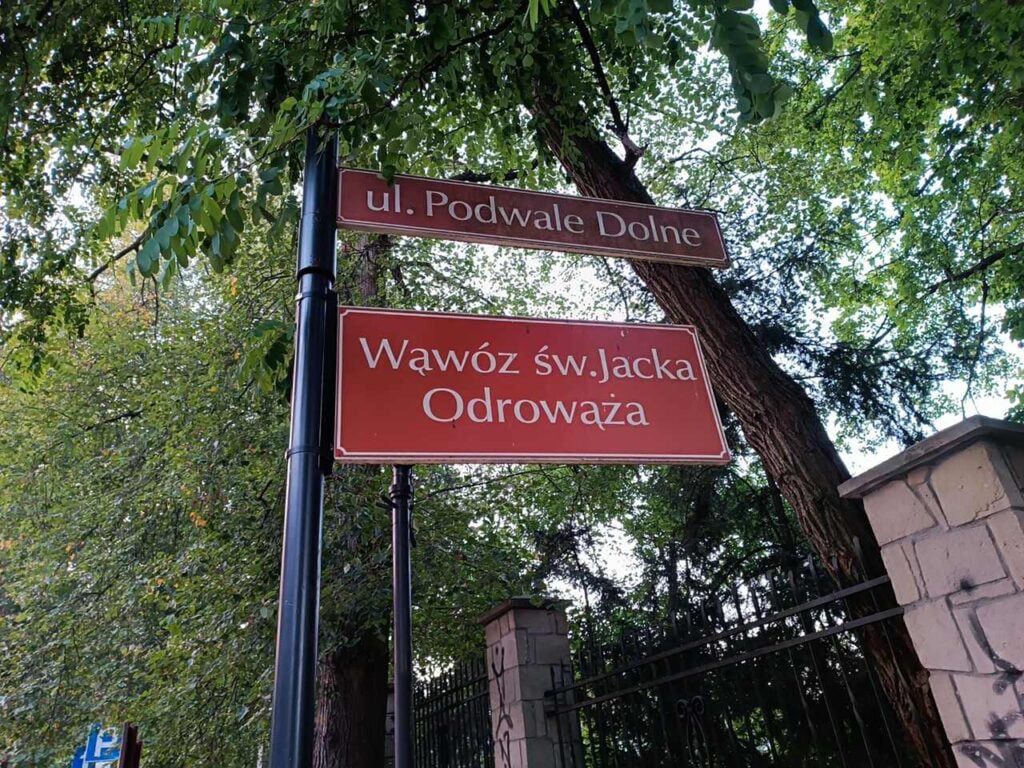 ul. Podwale Dolne
Wąwóz św.Jacka
Odrowąża
P